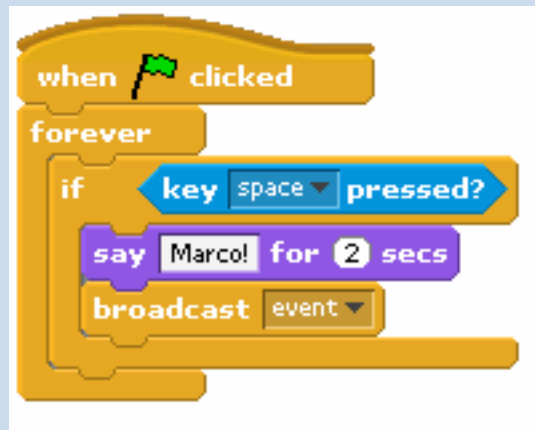 when clicked
forever
if key space pressed?
say Marco! for 2 secs
broadcast event